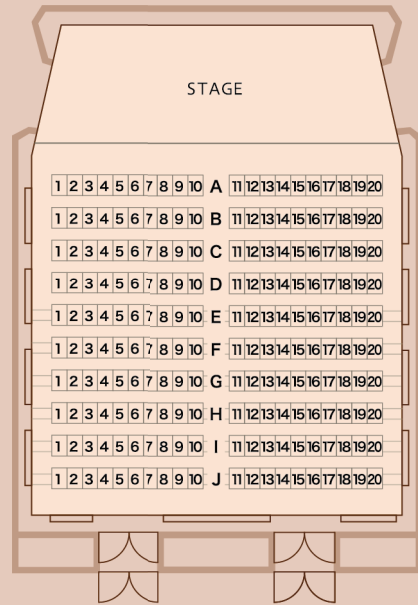 STAGE
1 2 3 4 5 6 7 8 9 10 A 11 12 13 14 15 16 17 18 19 20
1 2 3 4 5 6 7 8 9 10 B 11 12 13 14 15 16 17 18 19 20
1 2 3 4 5 6 7 8 9 10 C 11 12 13 14 15 16 17 18 19 20
1 2 3 4 5 6 7 8 9 10 D 11 12 13 14 15 16 17 18 19 20
1 2 3 4 5 6 7 8 9 10 E 11 12 13 14 15 16 17 18 19 20
1 2 3 4 5 6 7 8 9 10 F 11 12 13 14 15 16 17 18 19 20
1 2 3 4 5 6 7 8 9 10 G 11 12 13 14 15 16 17 18 19 20
1 2 3 4 5 6 7 8 9 10 H 11 12 13 14 15 16 17 18 19 20
1 2 3 4 5 6 7 8 9 10 I 11 12 13 14 15 16 17 18 19 20
1 2 3 4 5 6 7 8 9 10 J 11 12 13 14 15 16 17 18 19 20